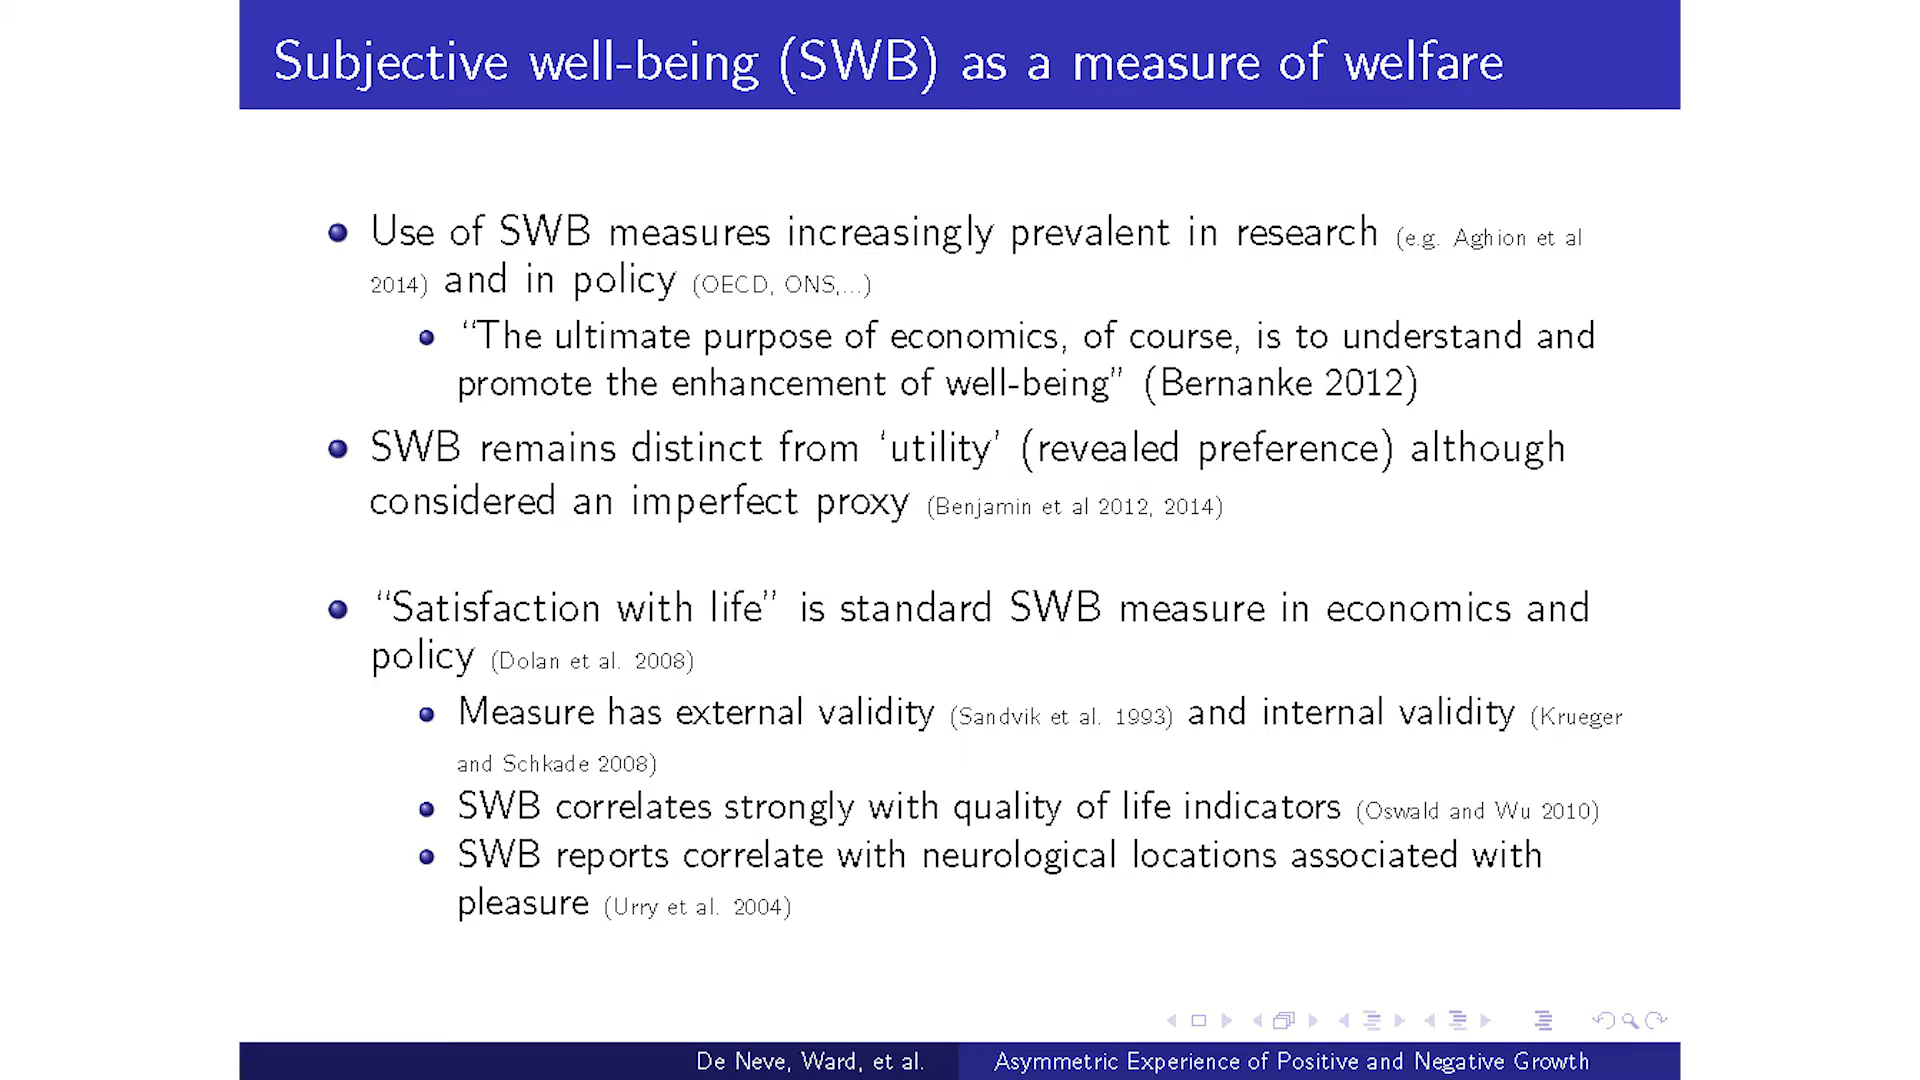 Subjective well-being (SWB) as a measure of welfare
Use of SWB measures increasingly prevalent in research (e.g. Aghion et al
2014) and in policy (OECD, ONS,...)
“The ultimate purpose of economics, of course, is to understand and
promote the enhancement of well-being” (Bernanke 2012)
SWB remains distinct from ‘utility’ (revealed preference) although
considered an imperfect proxy (Benjamin et al 2012, 2014)
“Satisfaction with life” is standard SWB measure in economics and
policy (Dolan et al. 2008)
Measure has external validity (Sandvik et al. 1993) and internal validity (Krueger
and Schkade 2008)
SWB correlates strongly with quality of life indicators (Oswald and Wu 2010)
SWB reports correlate with neurological locations associated with
pleasure (Urry et al. 2004)
De Neve, Ward, et al. Asymmetric Experience of Positive and Negative Growth